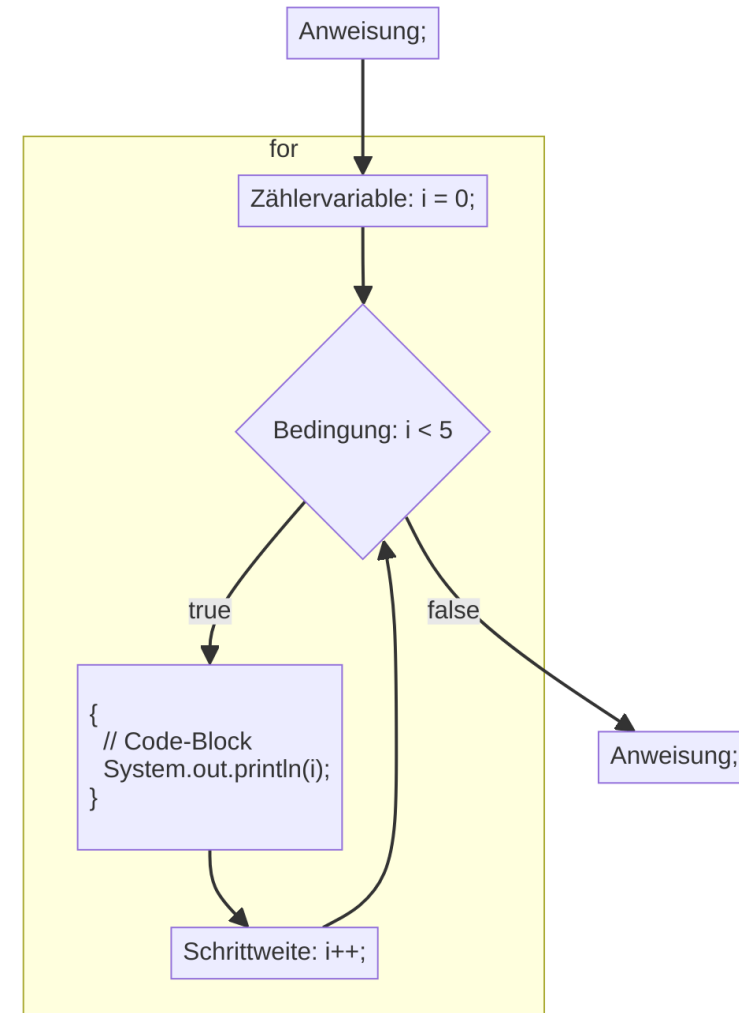 Anweisung;
for
Zählervariable: i = 0;
Bedingung: i < 5
true
false
{
// Code-Block
System.out.println(i);
}
Anweisung;
Schrittweite: i++;